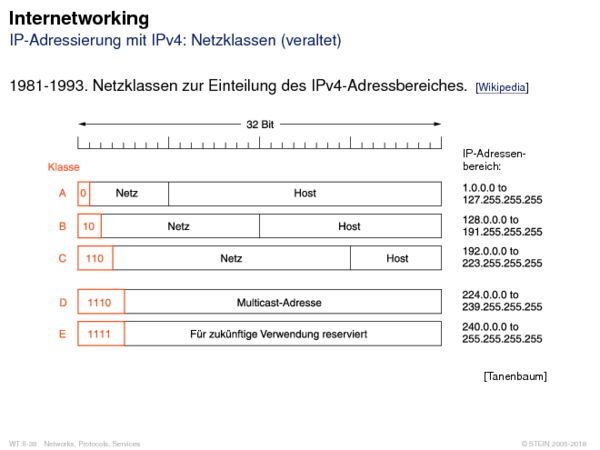 Internetworking
IP-Adressierung mit IPv4: Netzklassen (veraltet)
1981-1993. Netzklassen zur Einteilung des IPv4-Adressbereiches. [Wikipedia]
32 Bit
IP-Adressen-
bereich:
Klasse
A 0 Netz Host 1.0.0.0 to
127.255.255.255
B 10 Netz Host 128.0.0.0 to
191.255.255.255
C 110 Netz Host 192.0.0.0 to
223.255.255.255
D 1110 Multicast-Adresse 224.0.0.0 to
239.255.255.255
E 1111 Für zukünftige Verwendung reserviert 240.0.0.0 to
255.255.255.255
[Tanenbaum]
WT:II-38 Networks, Protocols, Services © STEIN 2005-2018